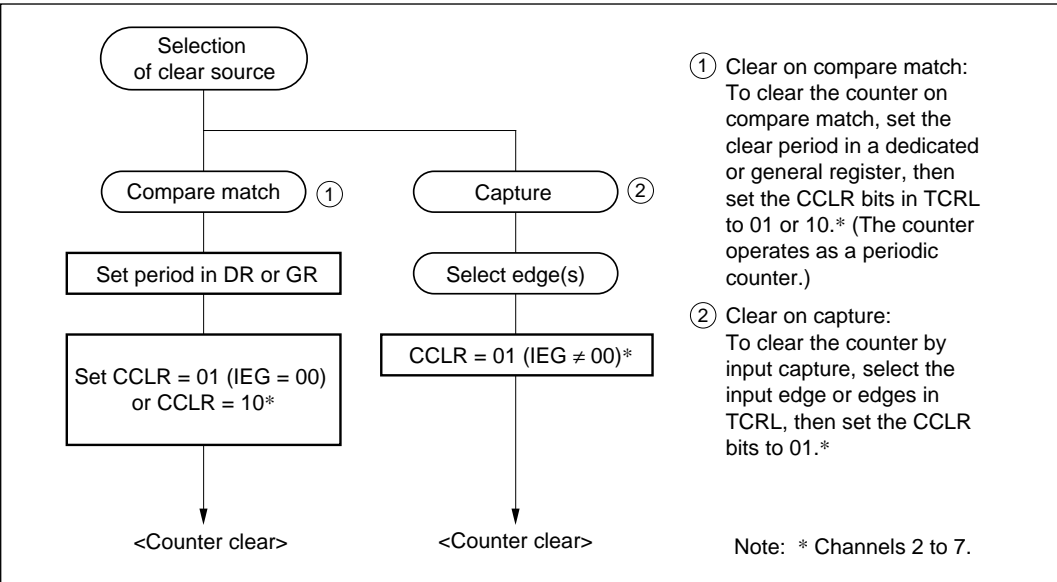 Selection
of clear source
Compare match
1
Set period in DR or GR
Set CCLR = 01 (IEG = 00)
or CCLR = 10*
<Counter clear>
Capture
2
Select edge(s)
CCLR = 01 (IEG ≠ 00)*
<Counter clear>
1 Clear on compare match:
To clear the counter on
compare match, set the
clear period in a dedicated
or general register, then
set the CCLR bits in TCRL
to 01 or 10.* (The counter
operates as a periodic
counter.)
2 Clear on capture:
To clear the counter by
input capture, select the
input edge or edges in
TCRL, then set the CCLR
bits to 01.*
Note: * Channels 2 to 7.